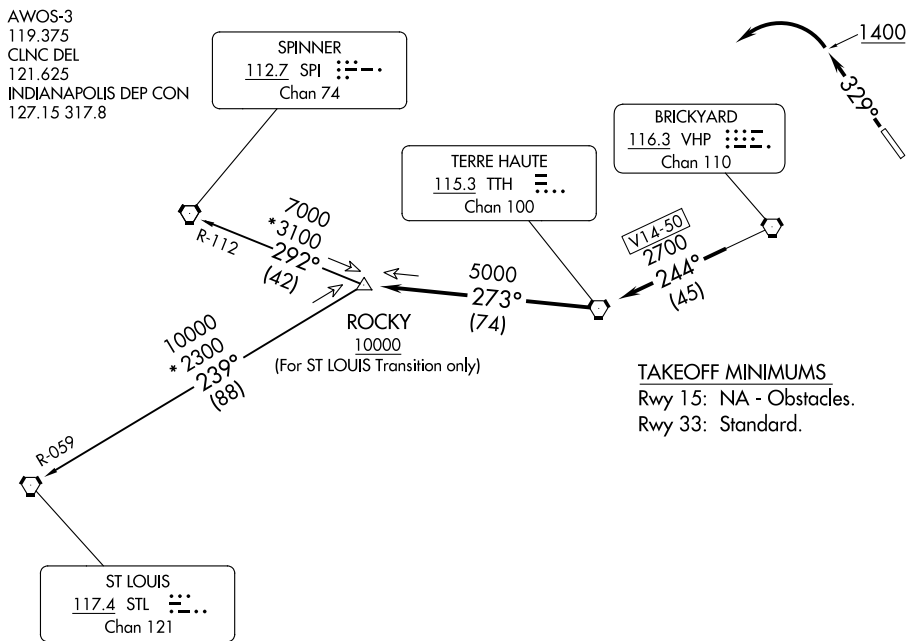 AWOS-3
119.375
CLNC DEL
121.625
INDIANAPOLIS DEP CON
127.15 317.8
SPINNER
112.7 SPI
Chan 74
1400
329°
BRICKYARD
116.3 VHP
Chan 110
TERRE HAUTE
115.3 TTH
Chan 100
R-112
7000
*3100
292°
(42)
V14-50
2700
244°
(45)
5000
273°
(74)
ROCKY
10000
(For ST LOUIS Transition only)
10000
*2300
239°
(88)
R-059
TAKEOFF MINIMUMS
Rwy 15: NA - Obstacles.
Rwy 33: Standard.
ST LOUIS
117.4 STL
Chan 121